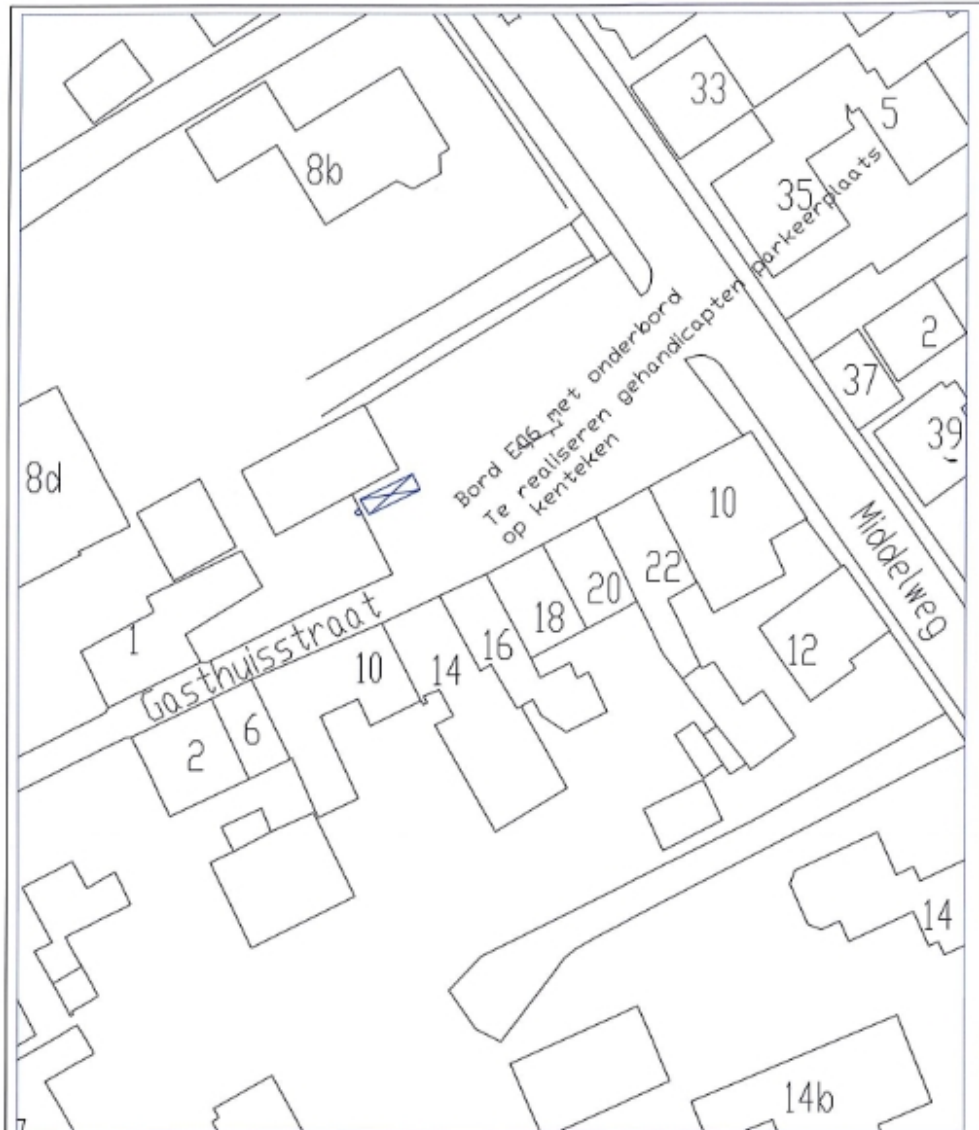 33
5
8b
35
Bord E06 met onderbord
Te realiseren gehandicapten parkeerplaats
op kenteken
2
37
39
8d
10
Middelweg
22
20
18
16
14
10
12
1
Gasthuisstraat
6
2
14
14b